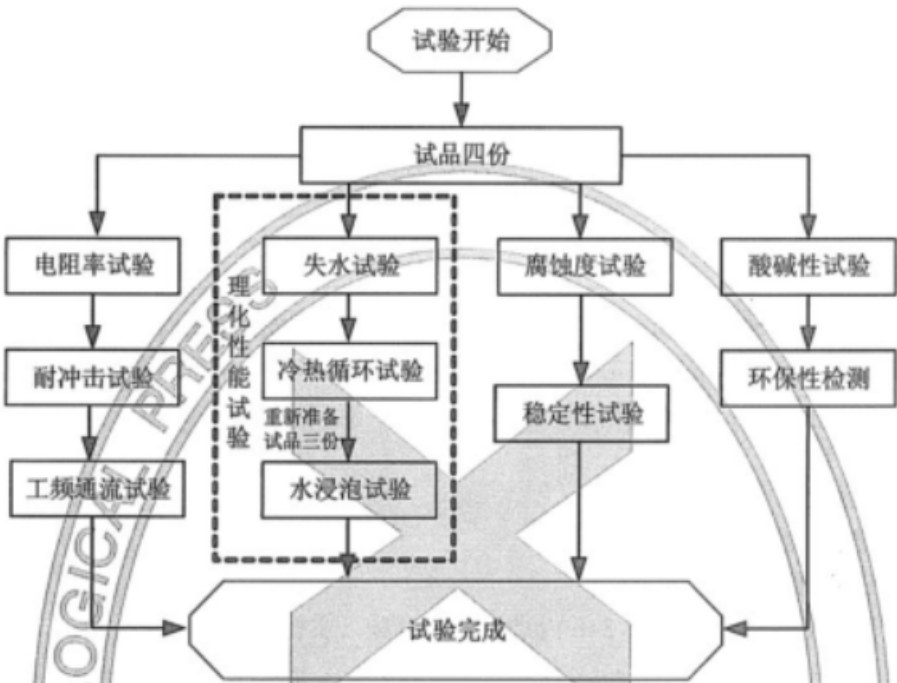 试验开始
试品四份
电阻率试验
失水试验
腐蚀度试验
酸碱性试验
理化性能试验
耐冲击试验
冷热循环试验
环保性检测
重新准备
试品三份
稳定性试验
工频通流试验
水浸泡试验
试验完成
OGICAL PRESS